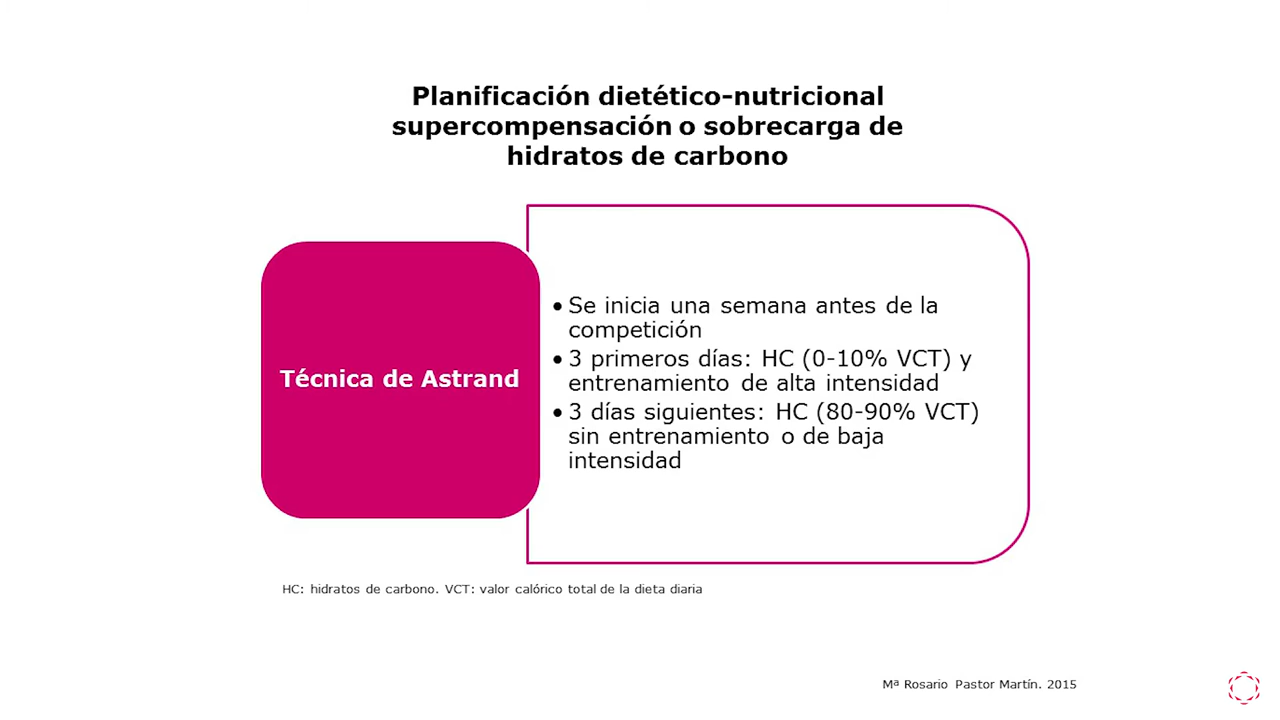 Planificación dietético-nutricional
supercompensación o sobrecarga de
hidratos de carbono
Técnica de Astrand
• Se inicia una semana antes de la
competición
• 3 primeros días: HC (0-10% VCT) y
entrenamiento de alta intensidad
• 3 días siguientes: HC (80-90% VCT)
sin entrenamiento o de baja
intensidad
HC: hidratos de carbono. VCT: valor calórico total de la dieta diaria
Mª Rosario Pastor Martín. 2015